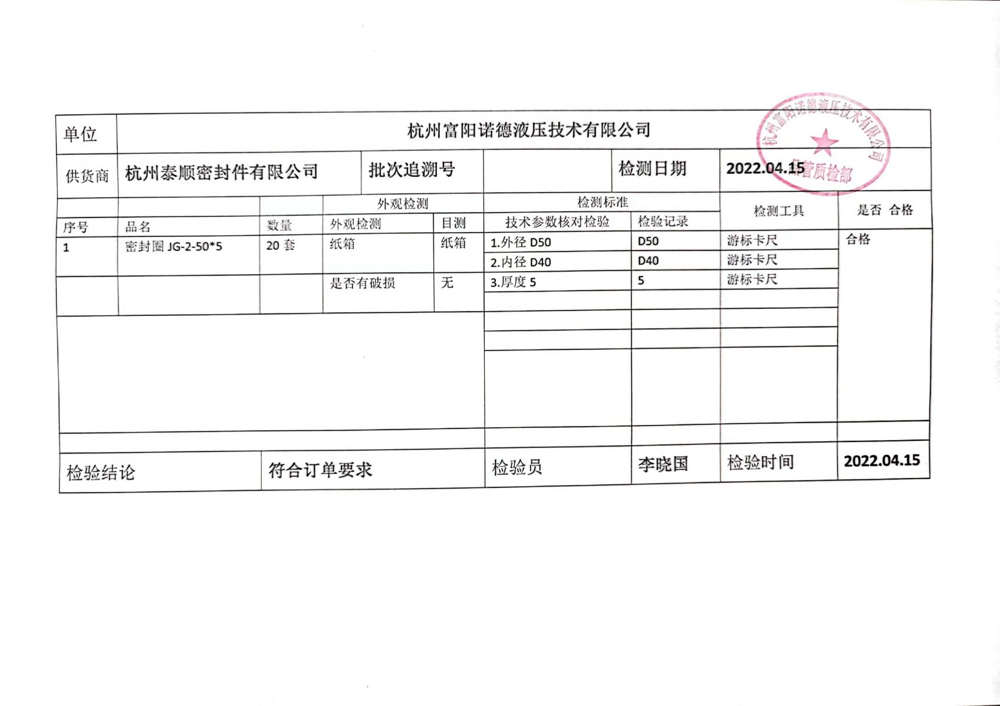 单位 杭州富阳诺德液压技术有限公司
杭州富阳诺德液压技术有限公司
品管质检部
供货商 杭州泰顺密封件有限公司 批次追溯号 检测日期 2022.04.15
外观检测 检测标准 检测工具 是否 合格
序号 品名 数量 外观检测 目测 技术参数核对检验 检验记录
1 密封圈 JG-2-50*5 20 套 纸箱 纸箱 1.外径 D50 D50 游标卡尺 合格
2.内径 D40 D40 游标卡尺
是否有破损 无 3.厚度 5 5 游标卡尺
检验结论 符合订单要求 检验员 李晓国 检验时间 2022.04.15